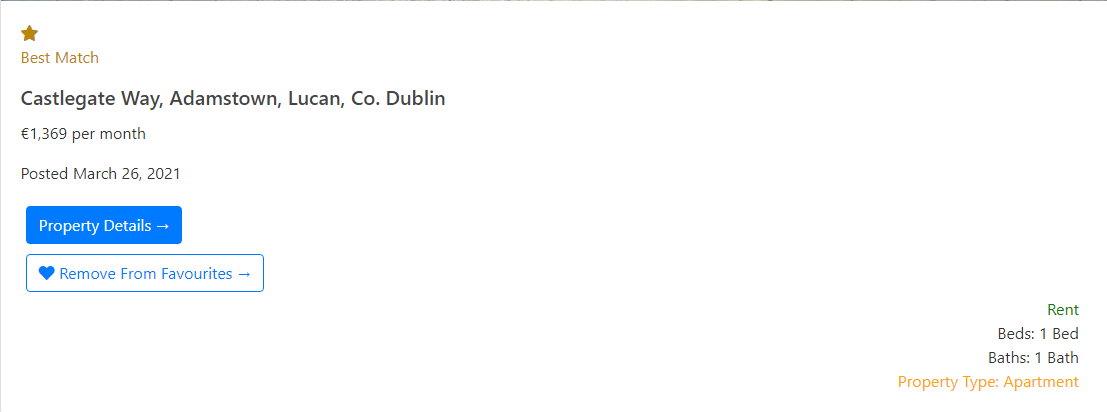 Best Match
Castlegate Way, Adamstown, Lucan, Co. Dublin
€1,369 per month
Posted March 26, 2021
Property Details →
Remove From Favourites →
Rent
Beds: 1 Bed
Baths: 1 Bath
Property Type: Apartment